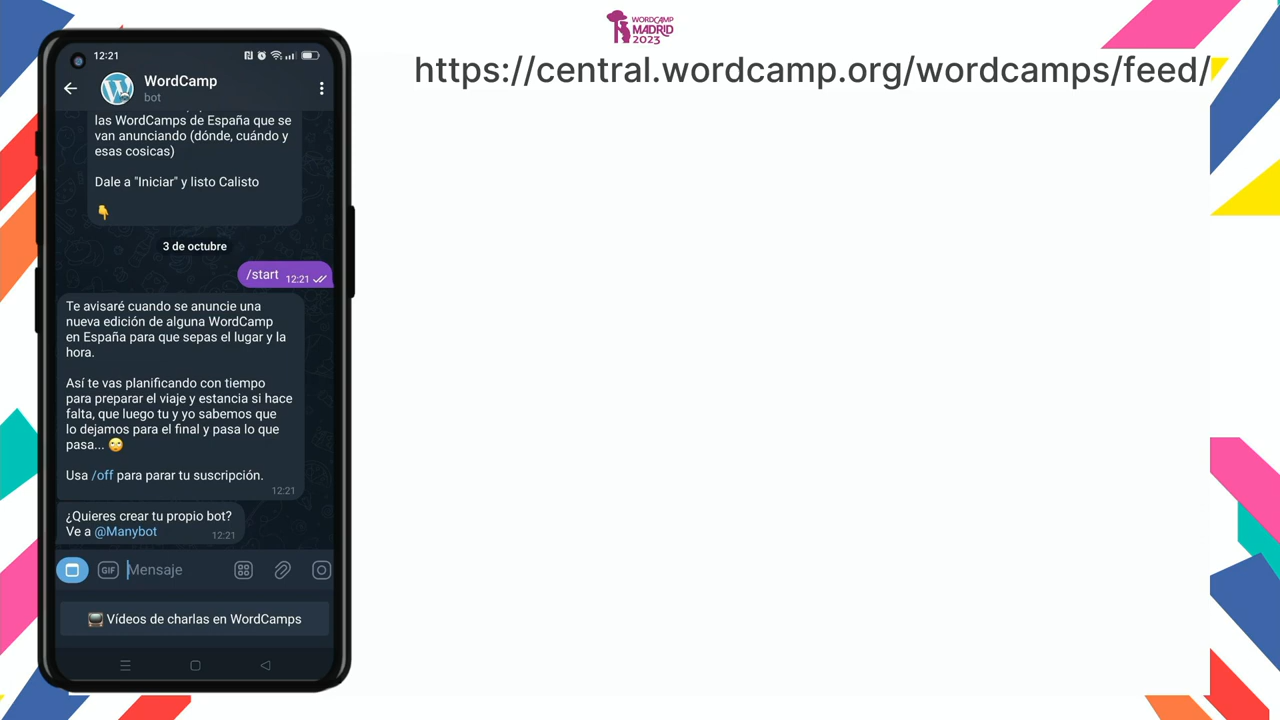 WORDCAMP
MADRID
2023
https://central.wordcamp.org/wordcamps/feed/
12:21
WordCamp
bot
las WordCamps de España que se
van anunciando (dónde, cuándo y
esas cosicas)
Dale a "Iniciar" y listo Calisto
👇
3 de octubre
/start 12:21
Te avisaré cuando se anuncie una
nueva edición de alguna WordCamp
en España para que sepas el lugar y la
hora.
Así te vas planificando con tiempo
para preparar el viaje y estancia si hace
falta, que luego tu y yo sabemos que
lo dejamos para el final y pasa lo que
pasa... 🙄
Usa /off para parar tu suscripción.
12:21
¿Quieres crear tu propio bot?
Ve a @Manybot 12:21
GIF Mensaje
📺 Vídeos de charlas en WordCamps